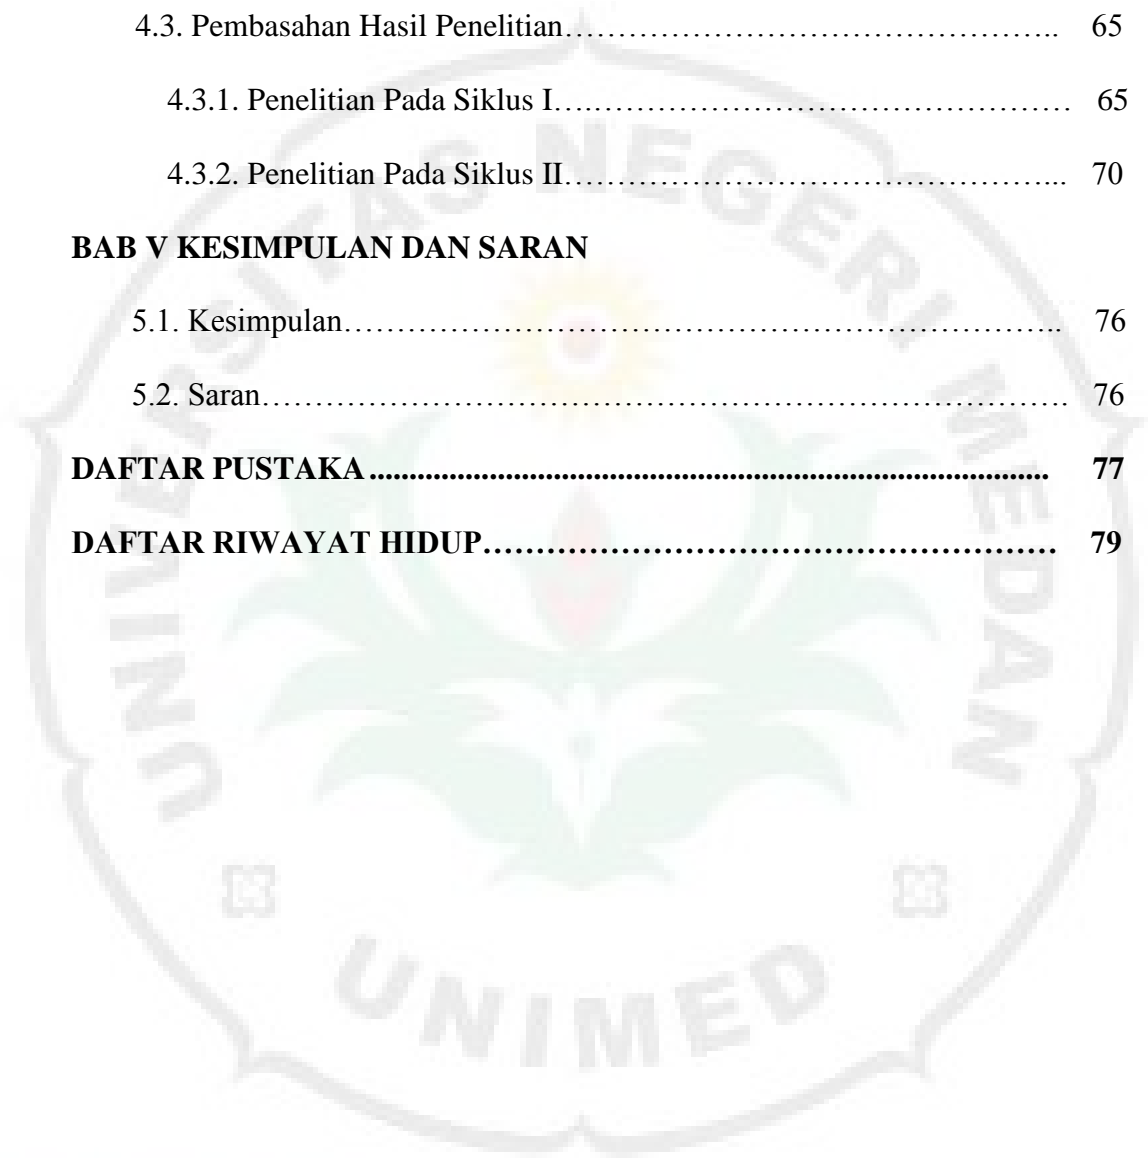 4.3. Pembasahan Hasil Penelitian……………………………………………….. 65
4.3.1. Penelitian Pada Siklus I….……………………………………………… 65
4.3.2. Penelitian Pada Siklus II………………………………………………... 70
BAB V KESIMPULAN DAN SARAN
5.1. Kesimpulan…………………………………………………………….. 76
5.2. Saran……………………………………………………………………. 76
DAFTAR PUSTAKA...................................................................................... 77
DAFTAR RIWAYAT HIDUP……………………………………………… 79
UNIVERSITAS NEGERI MEDAN
UNIMED